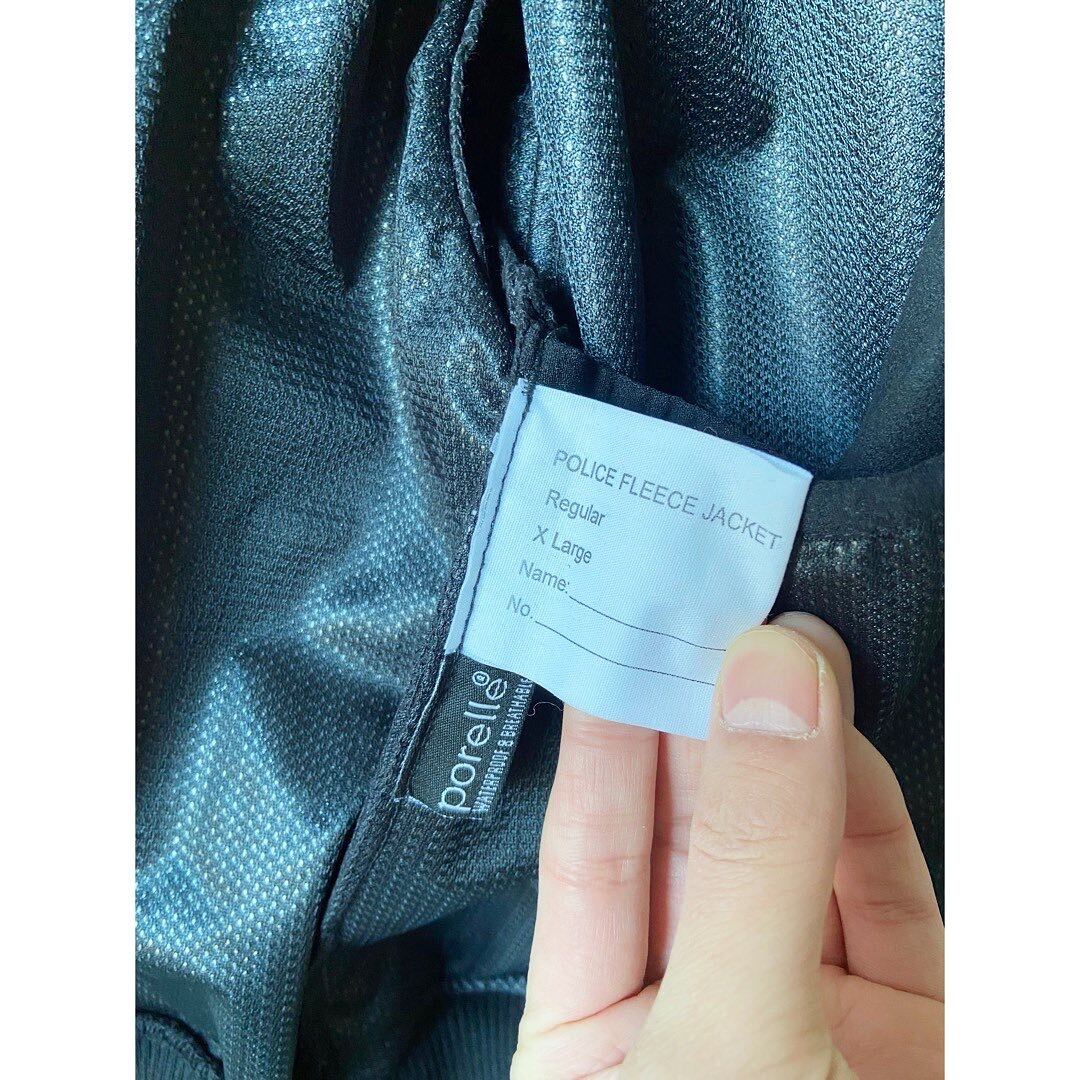 POLICE FLEECE JACKET
Regular
X Large
Name:
No.
porelle®
WATERPROOF & BREATHABLE